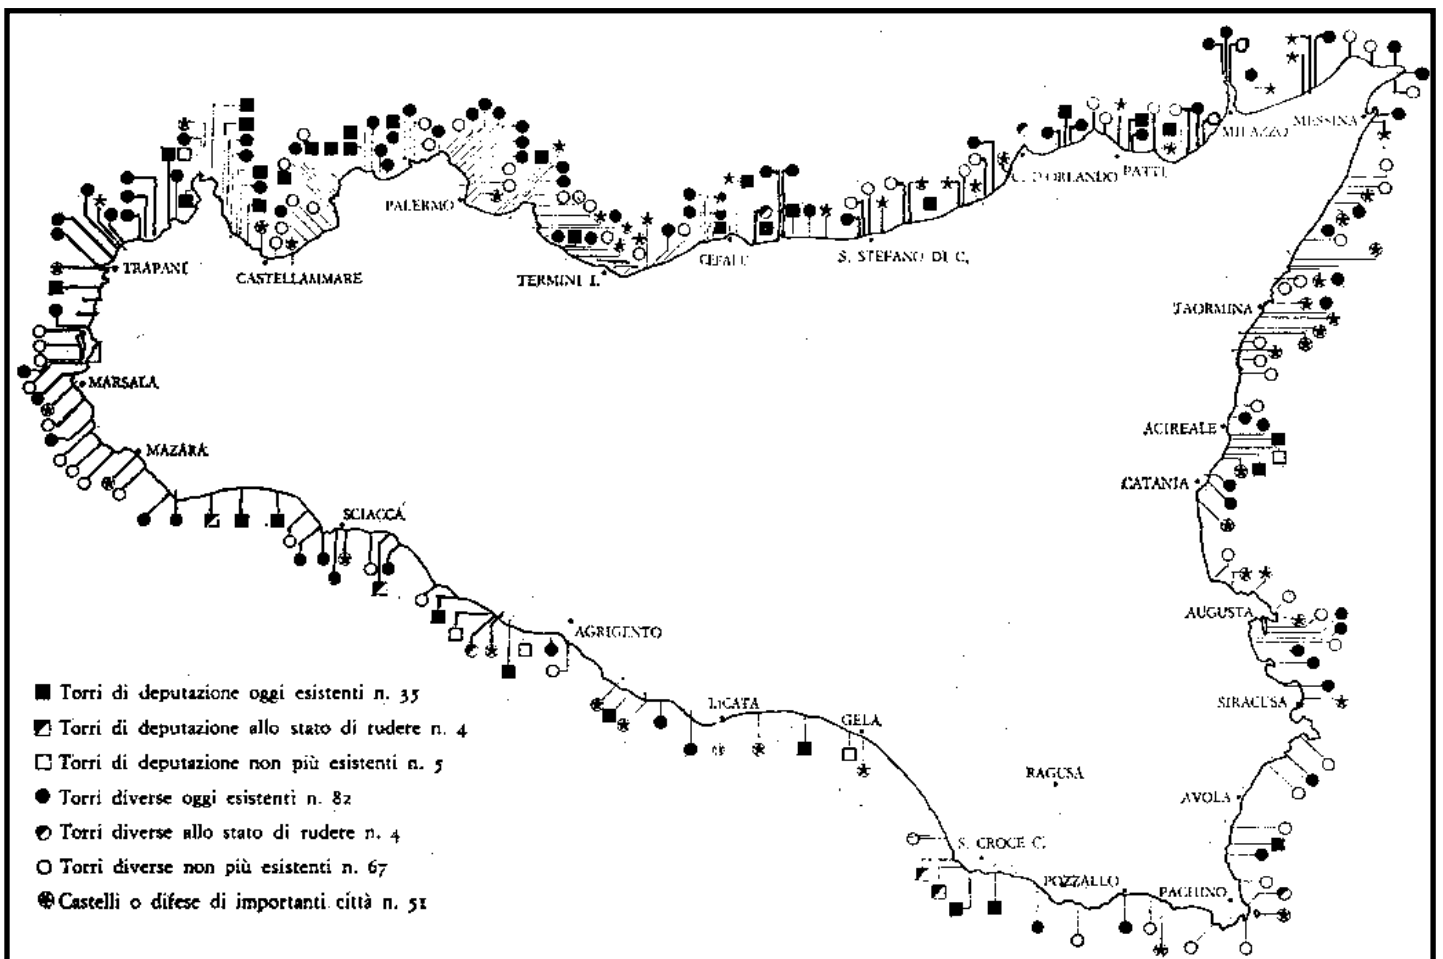 MILAZZO
MESSINA
C. D'ORLANDO
PATTI
PALERMO
TRAPANI
CASTELLAMMARE
TERMINI I.
CEFALÙ
S. STEFANO DI C.
TAORMINA
MARSALA
ACIREALE
MAZARA
CATANIA
SCIACCA
AUGUSTA
AGRIGENTO
LICATA
GELA
SIRACUSA
RAGUSA
AVOLA
S. CROCE C.
POZZALLO
PACHINO
Torri di deputazione oggi esistenti n. 35
Torri di deputazione allo stato di rudere n. 4
Torri di deputazione non più esistenti n. 5
Torri diverse oggi esistenti n. 82
Torri diverse allo stato di rudere n. 4
Torri diverse non più esistenti n. 67
Castelli o difese di importanti città n. 51